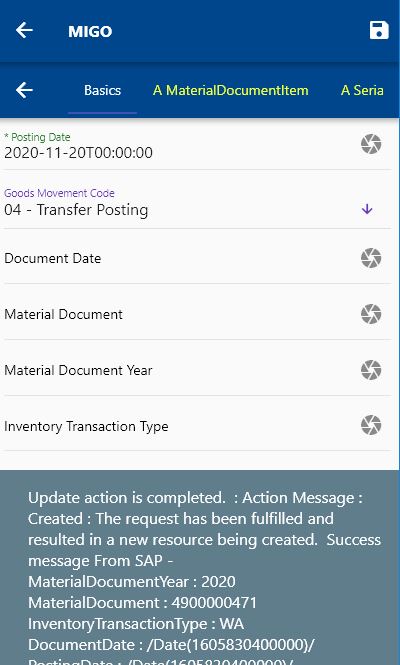 MIGO
Basics A MaterialDocumentItem A Seria
* Posting Date
2020-11-20T00:00:00
Goods Movement Code
04 - Transfer Posting
Document Date
Material Document
Material Document Year
Inventory Transaction Type
Update action is completed.  : Action Message :
Created : The request has been fulfilled and
resulted in a new resource being created.  Success
message From SAP -
MaterialDocumentYear : 2020
MaterialDocument : 4900000471
InventoryTransactionType : WA
DocumentDate : /Date(1605830400000)/
PostingDate : /Date(1605830400000)/